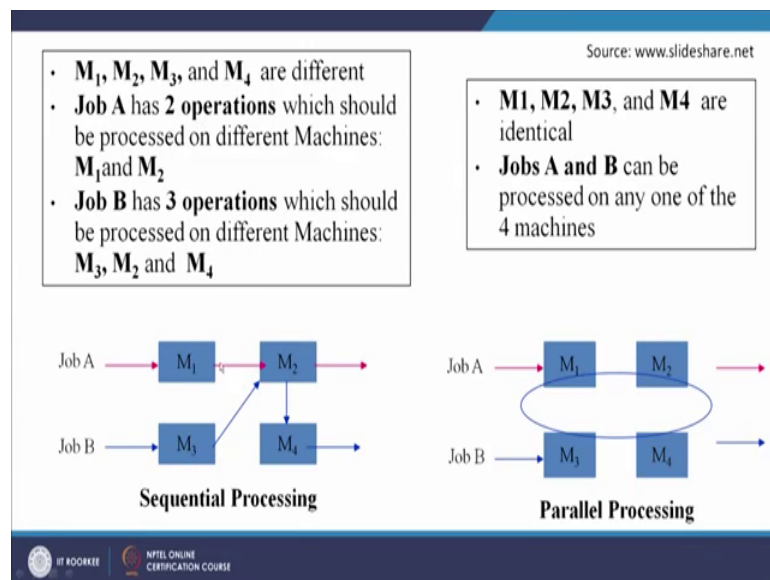 Source: www.slideshare.net
• M₁, M₂, M₃, and M₄ are different
• Job A has 2 operations which should
be processed on different Machines:
M₁and M₂
• Job B has 3 operations which should
be processed on different Machines:
M₃, M₂ and M₄
• M1, M2, M3, and M4 are
identical
• Jobs A and B can be
processed on any one of the
4 machines
Job A M₁ M₂
Job B M₃ M₄
Sequential Processing
Job A M₁ M₂
Job B M₃ M₄
Parallel Processing
IIT ROORKEE
NPTEL ONLINE
CERTIFICATION COURSE